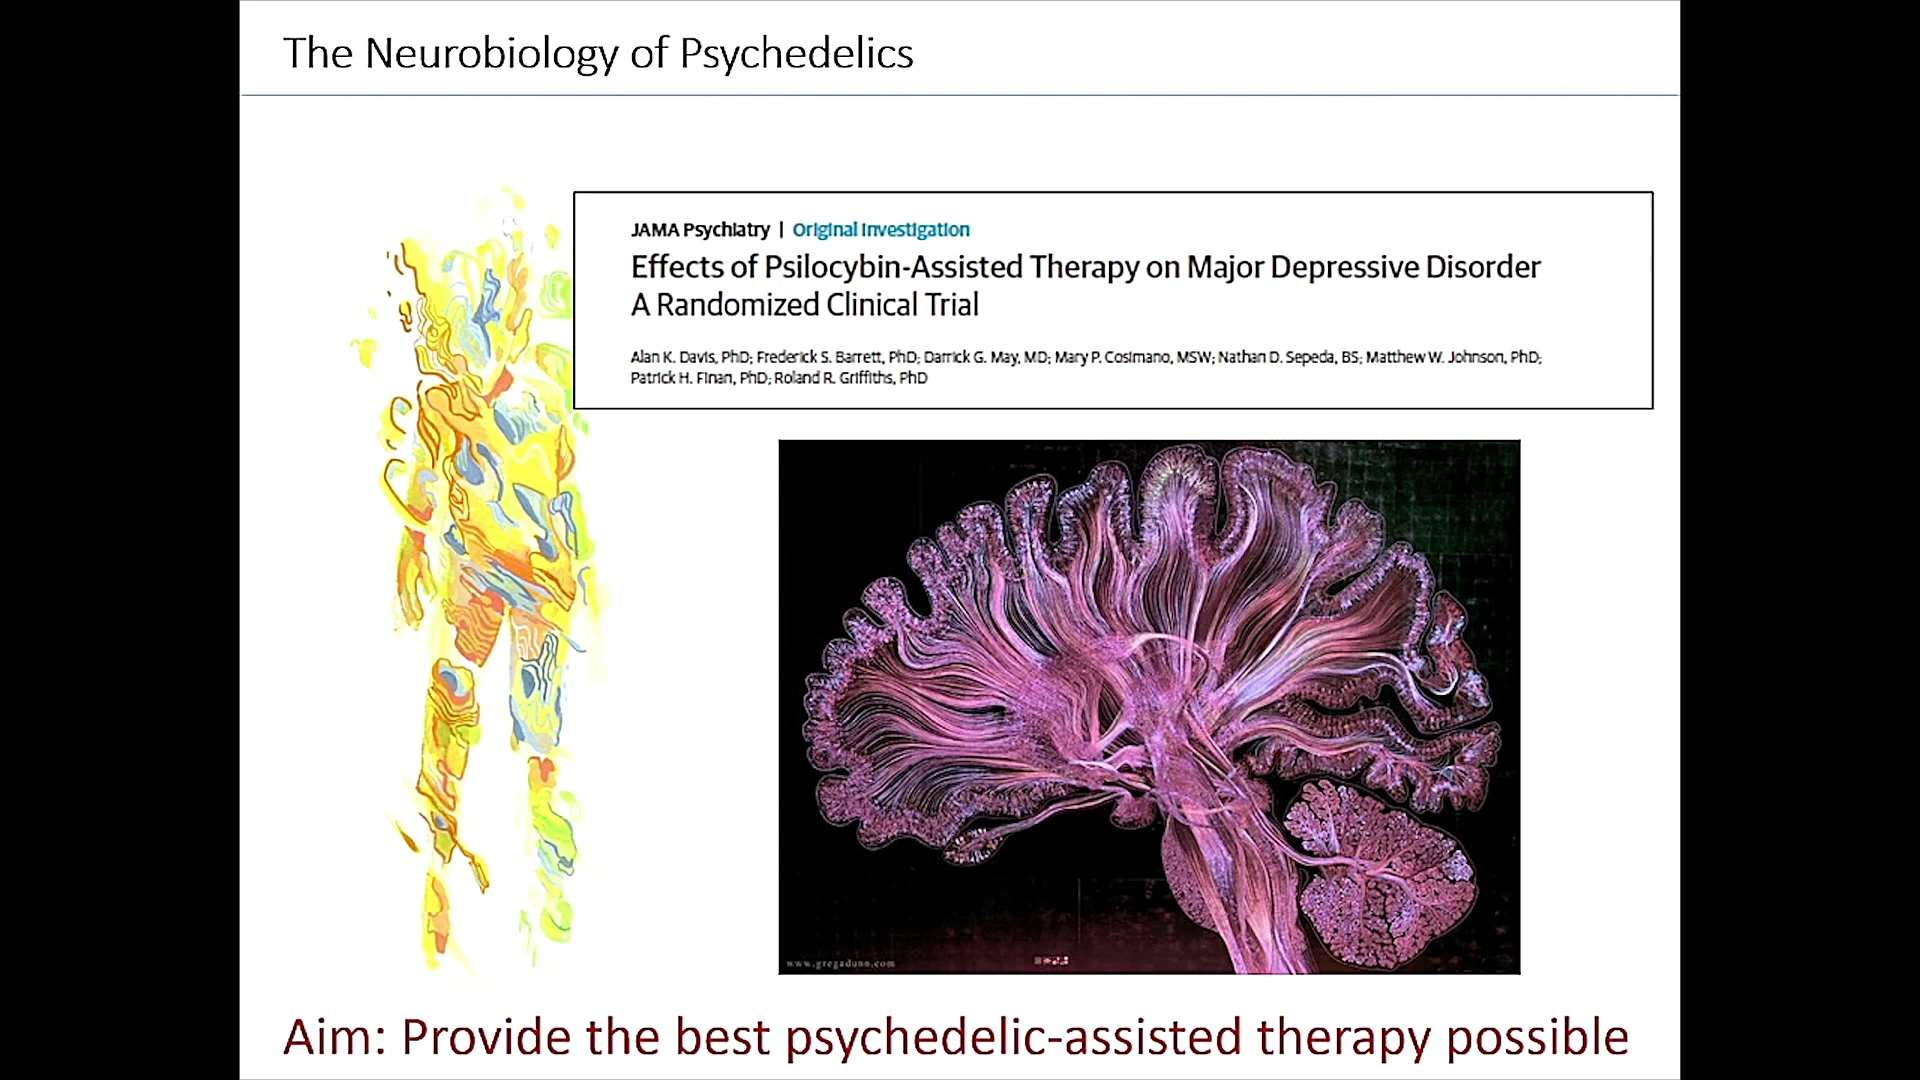 The Neurobiology of Psychedelics
JAMA Psychiatry | Original Investigation
Effects of Psilocybin-Assisted Therapy on Major Depressive Disorder
A Randomized Clinical Trial
Alan K. Davis, PhD; Frederick S. Barrett, PhD; Darrick G. May, MD; Mary P. Cosimano, MSW; Nathan D. Sepeda, BS; Matthew W. Johnson, PhD;
Patrick H. Finan, PhD; Roland R. Griffiths, PhD
www.gregadunn.com
Aim: Provide the best psychedelic-assisted therapy possible